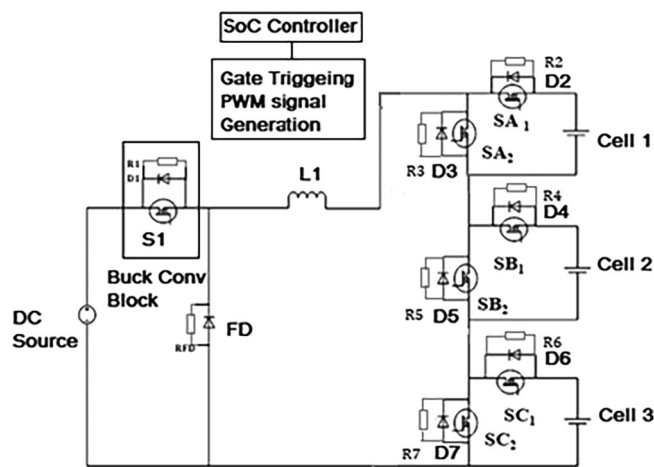 SoC Controller
Gate Triggeing
PWM signal
Generation
R1
D1
S1
Buck Conv
Block
DC
Source
RFD
FD
L1
R2
D2
SA1
Cell 1
R3
D3
SA2
R4
D4
SB1
Cell 2
R5
D5
SB2
R6
D6
SC1
Cell 3
R7
D7
SC2